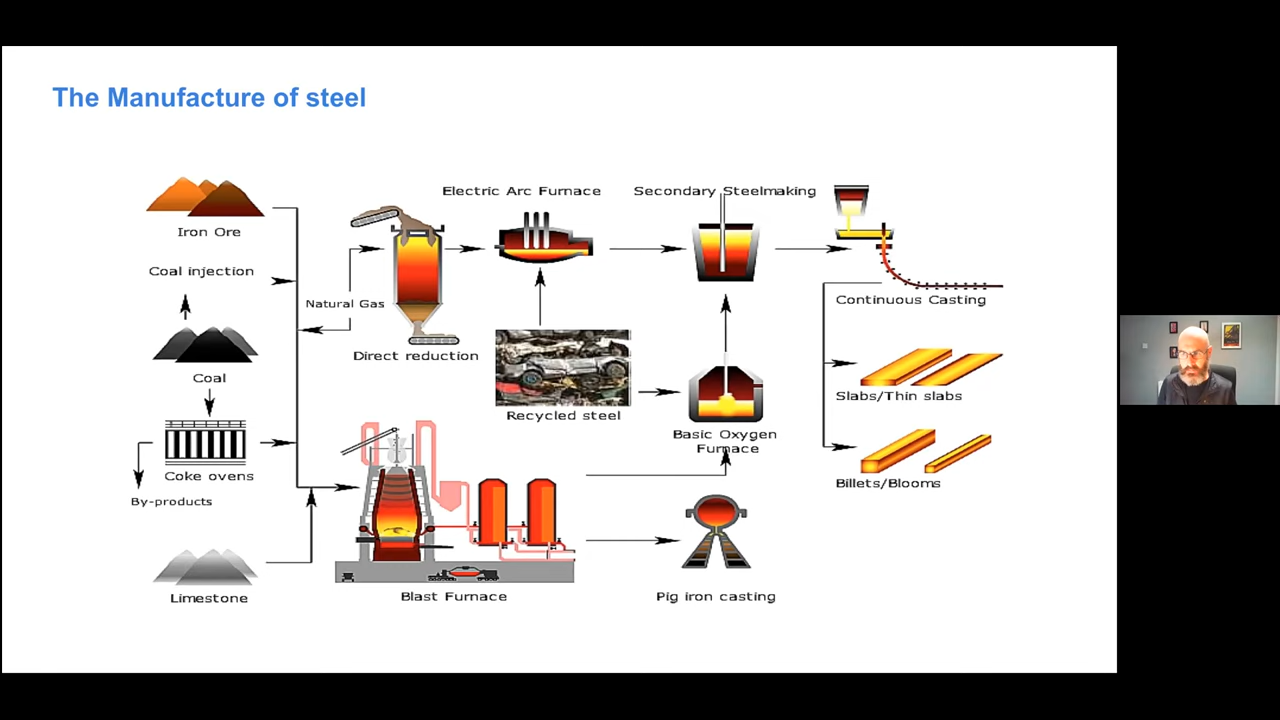 The Manufacture of steel
Electric Arc Furnace
Secondary Steelmaking
Iron Ore
Coal injection
Natural Gas
Continuous Casting
Direct reduction
Coal
Slabs/Thin slabs
Recycled steel
Basic Oxygen
Furnace
Coke ovens
Billets/Blooms
By-products
Limestone
Blast Furnace
Pig iron casting